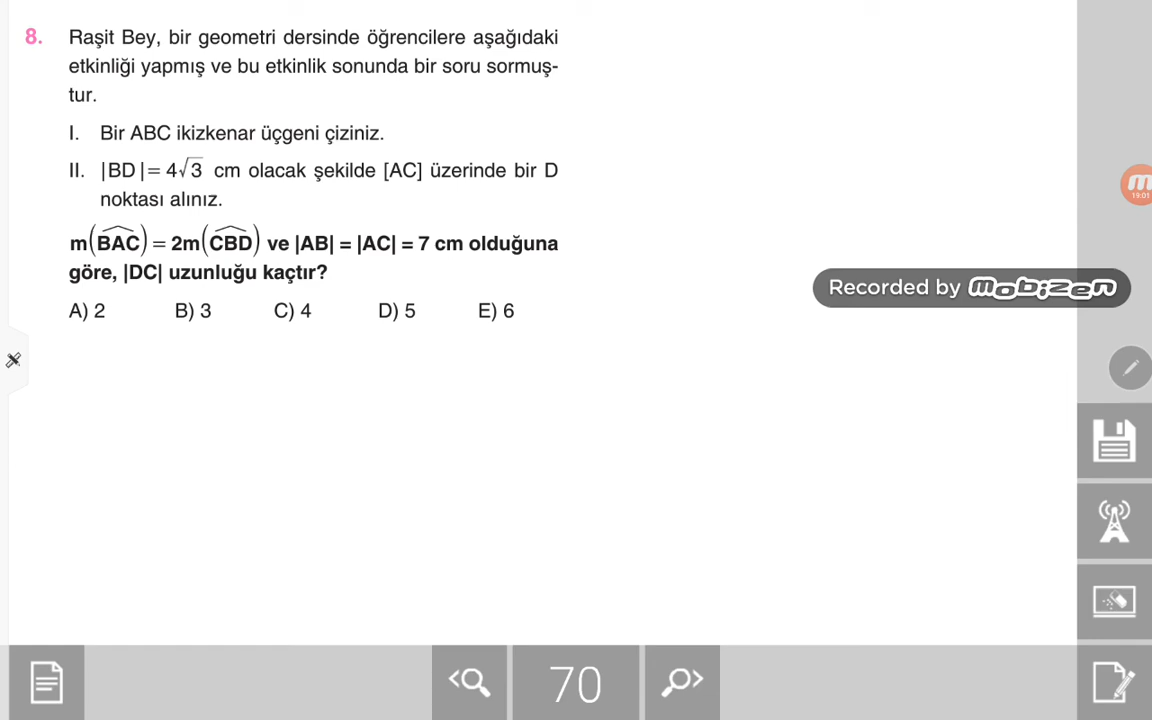 8. Raşit Bey, bir geometri dersinde öğrencilere aşağıdaki
etkinliği yapmış ve bu etkinlik sonunda bir soru sormuş-
tur.
I. Bir ABC ikizkenar üçgeni çiziniz.
II. |BD| = 4√3 cm olacak şekilde [AC] üzerinde bir D
noktası alınız.
m(BAC) = 2m(CBD) ve |AB| = |AC| = 7 cm olduğuna
göre, |DC| uzunluğu kaçtır?
A) 2 B) 3 C) 4 D) 5 E) 6
19:01
Recorded by mobizen
70